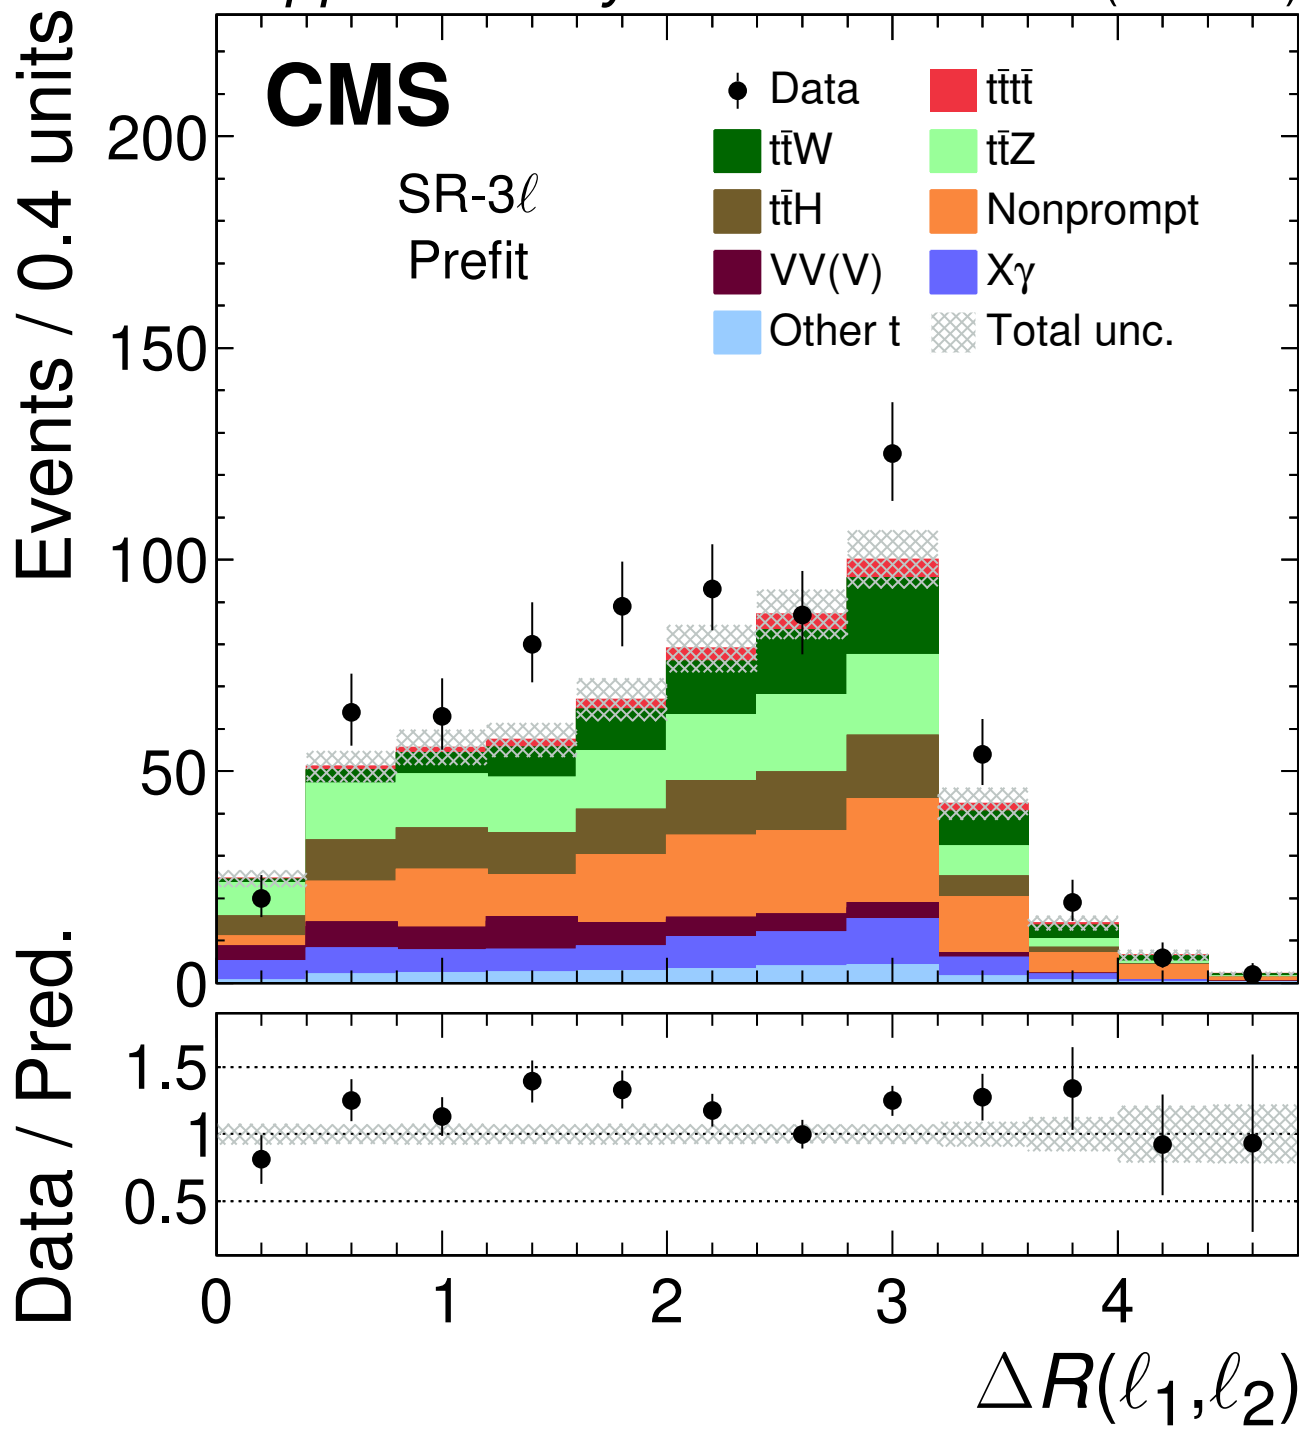 CMS
SR-3ℓ
Prefit
Data
tt̄tt̄
tt̄W
tt̄Z
tt̄H
Nonprompt
VV(V)
Xγ
Other t
Total unc.
Events / 0.4 units
200
150
100
50
0
Data / Pred.
1.5
1
0.5
0 1 2 3 4
ΔR(ℓ1,ℓ2)